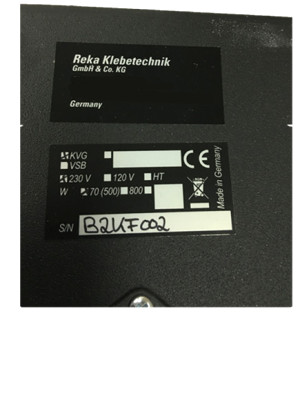 Reka Klebetechnik
GmbH & Co. KG
Germany
KVG
VSB
230 V 120 V HT
W 70 (500) 800
CE
Made in Germany
S/N B2KF002